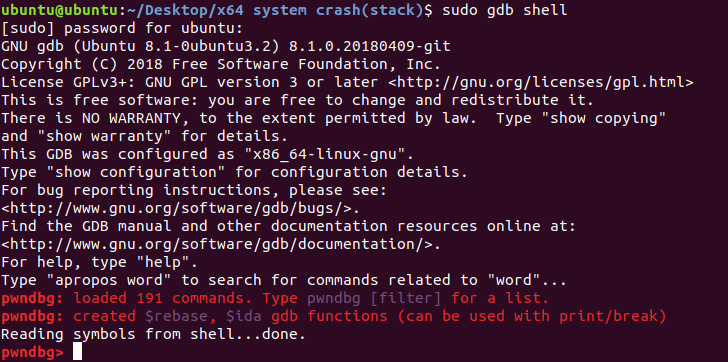 ubuntu@ubuntu:~/Desktop/x64 system crash(stack)$ sudo gdb shell
[sudo] password for ubuntu:
GNU gdb (Ubuntu 8.1-0ubuntu3.2) 8.1.0.20180409-git
Copyright (C) 2018 Free Software Foundation, Inc.
License GPLv3+: GNU GPL version 3 or later <http://gnu.org/licenses/gpl.html>
This is free software: you are free to change and redistribute it.
There is NO WARRANTY, to the extent permitted by law.  Type "show copying"
and "show warranty" for details.
This GDB was configured as "x86_64-linux-gnu".
Type "show configuration" for configuration details.
For bug reporting instructions, please see:
<http://www.gnu.org/software/gdb/bugs/>.
Find the GDB manual and other documentation resources online at:
<http://www.gnu.org/software/gdb/documentation/>.
For help, type "help".
Type "apropos word" to search for commands related to "word"...
pwndbg: loaded 191 commands. Type pwndbg [filter] for a list.
pwndbg: created $rebase, $ida gdb functions (can be used with print/break)
Reading symbols from shell...done.
pwndbg>